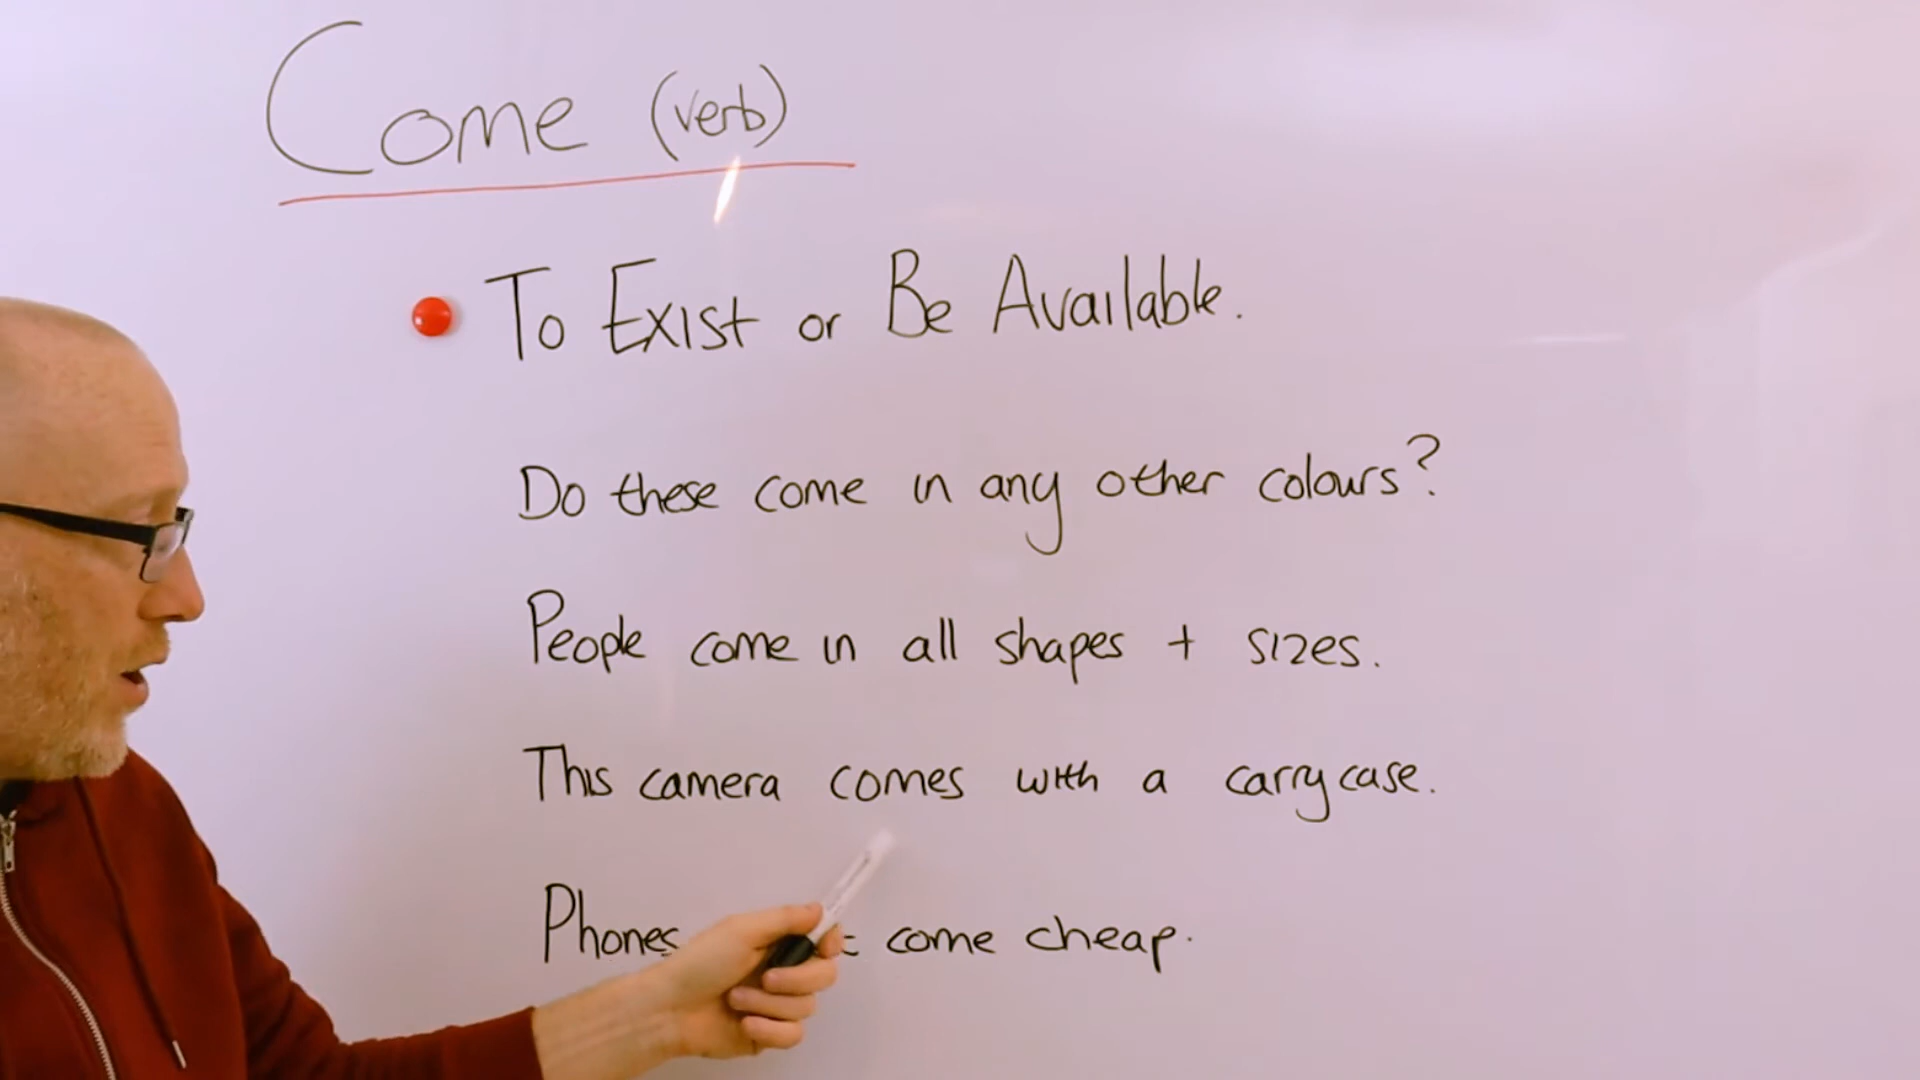 Come (verb)
To Exist or Be Available.
Do these come in any other colours?
People come in all shapes + sizes.
This camera comes with a carry case.
Phones come cheap.